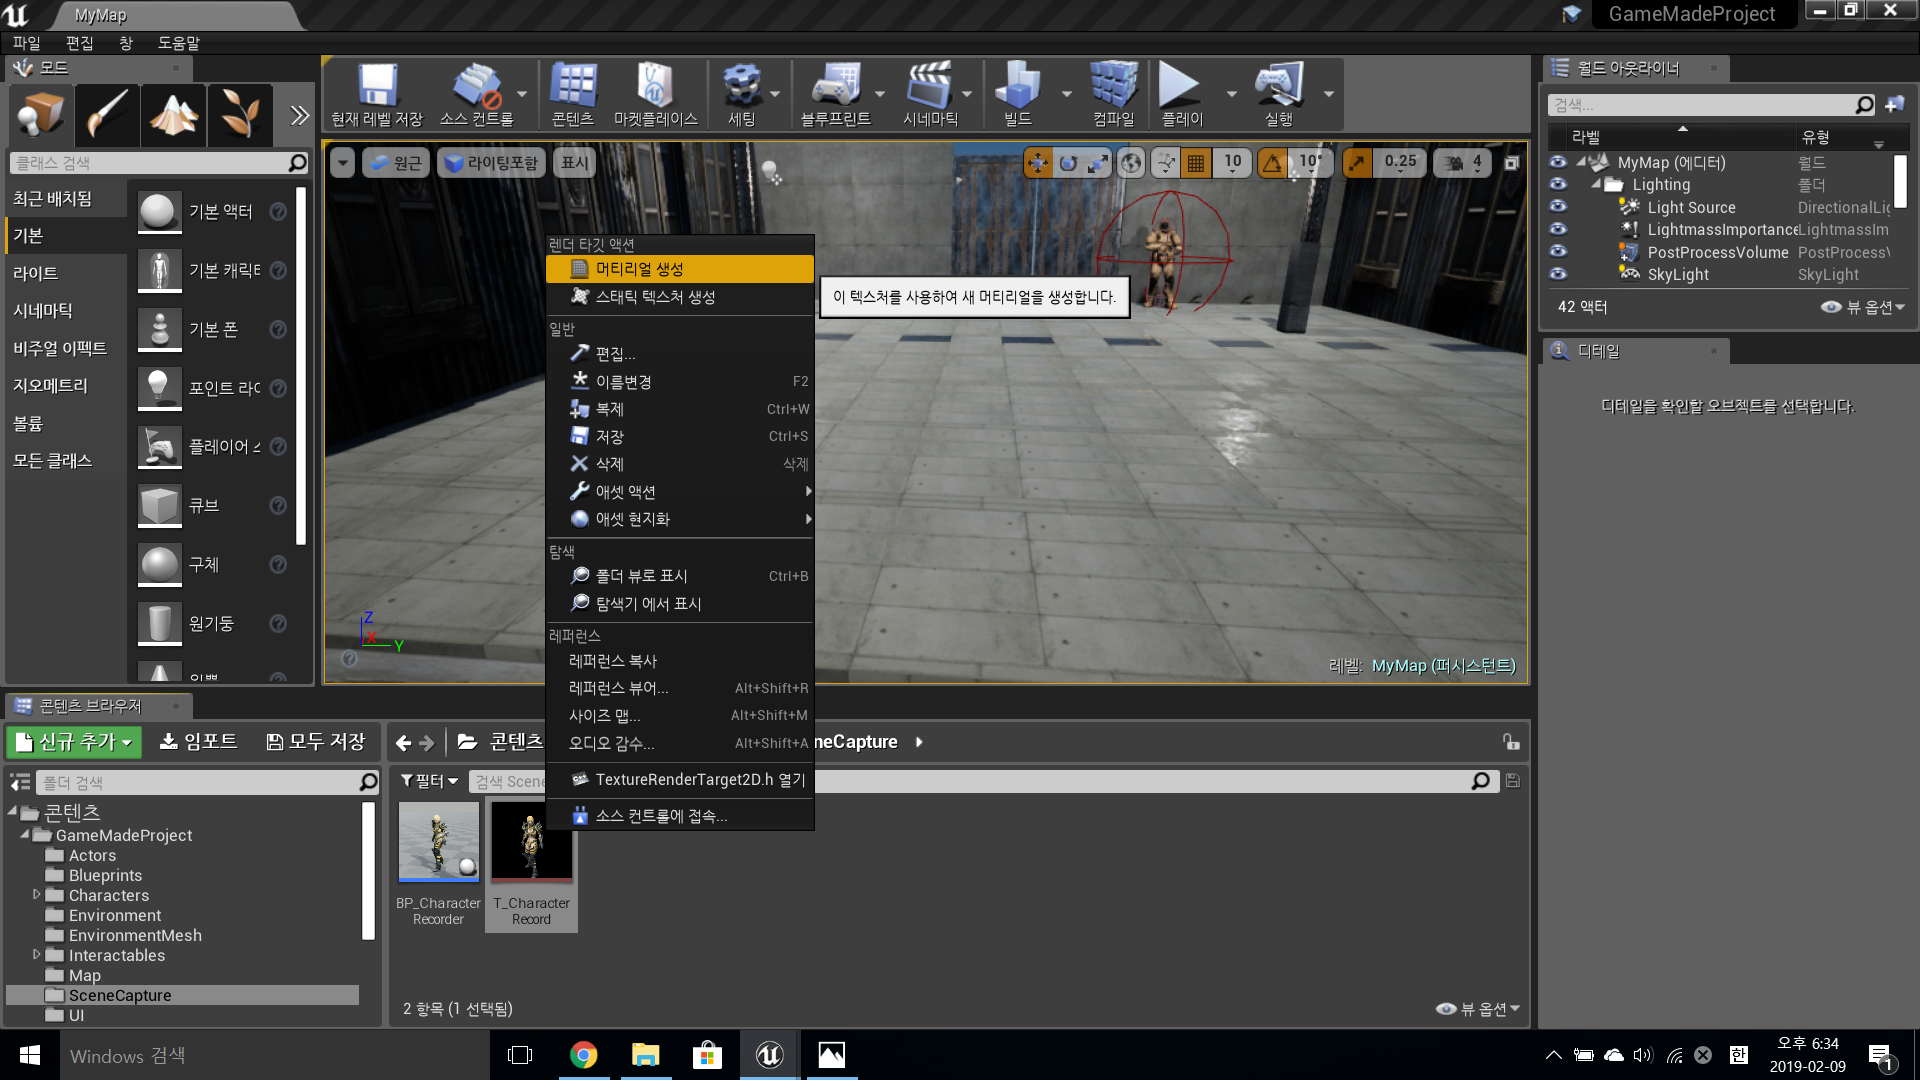 MyMap
GameMadeProject
파일
편집
창
도움말
모드
클래스 검색
최근 배치됨
기본
라이트
시네마틱
비주얼 이펙트
지오메트리
볼륨
모든 클래스
기본 액터
기본 캐릭터
기본 폰
포인트 라이
플레이어 스
큐브
구체
원기둥
현재 레벨 저장
소스 컨트롤
콘텐츠
마켓플레이스
세팅
블루프린트
시네마틱
빌드
컴파일
플레이
실행
원근
라이팅포함
표시
10
10°
0.25
4
렌더 타깃 액션
머티리얼 생성
스태틱 텍스처 생성
이 텍스처를 사용하여 새 머티리얼을 생성합니다.
일반
편집...
이름변경 F2
복제 Ctrl+W
저장 Ctrl+S
삭제 삭제
애셋 액션
애셋 현지화
탐색
폴더 뷰로 표시 Ctrl+B
탐색기 에서 표시
레퍼런스
레퍼런스 복사
레퍼런스 뷰어... Alt+Shift+R
사이즈 맵... Alt+Shift+M
오디오 감수... Alt+Shift+A
TextureRenderTarget2D.h 열기
소스 컨트롤에 접속...
Z
X
Y
레벨: MyMap (퍼시스턴트)
월드 아웃라이너
검색...
라벨 유형
MyMap (에디터) 월드
Lighting 폴더
Light Source DirectionalLig
LightmassImportance LightmassIm
PostProcessVolume PostProcessV
SkyLight SkyLight
42 액터
뷰 옵션
디테일
디테일을 확인할 오브젝트를 선택합니다.
콘텐츠 브라우저
신규 추가
임포트
모두 저장
콘텐츠
neCapture
폴더 검색
필터
검색 Scene
콘텐츠
GameMadeProject
Actors
Blueprints
Characters
Environment
EnvironmentMesh
Interactables
Map
SceneCapture
UI
BP_Character
Recorder
T_Character
Record
2 항목 (1 선택됨)
뷰 옵션
Windows 검색
한
오후 6:34
2019-02-09
1